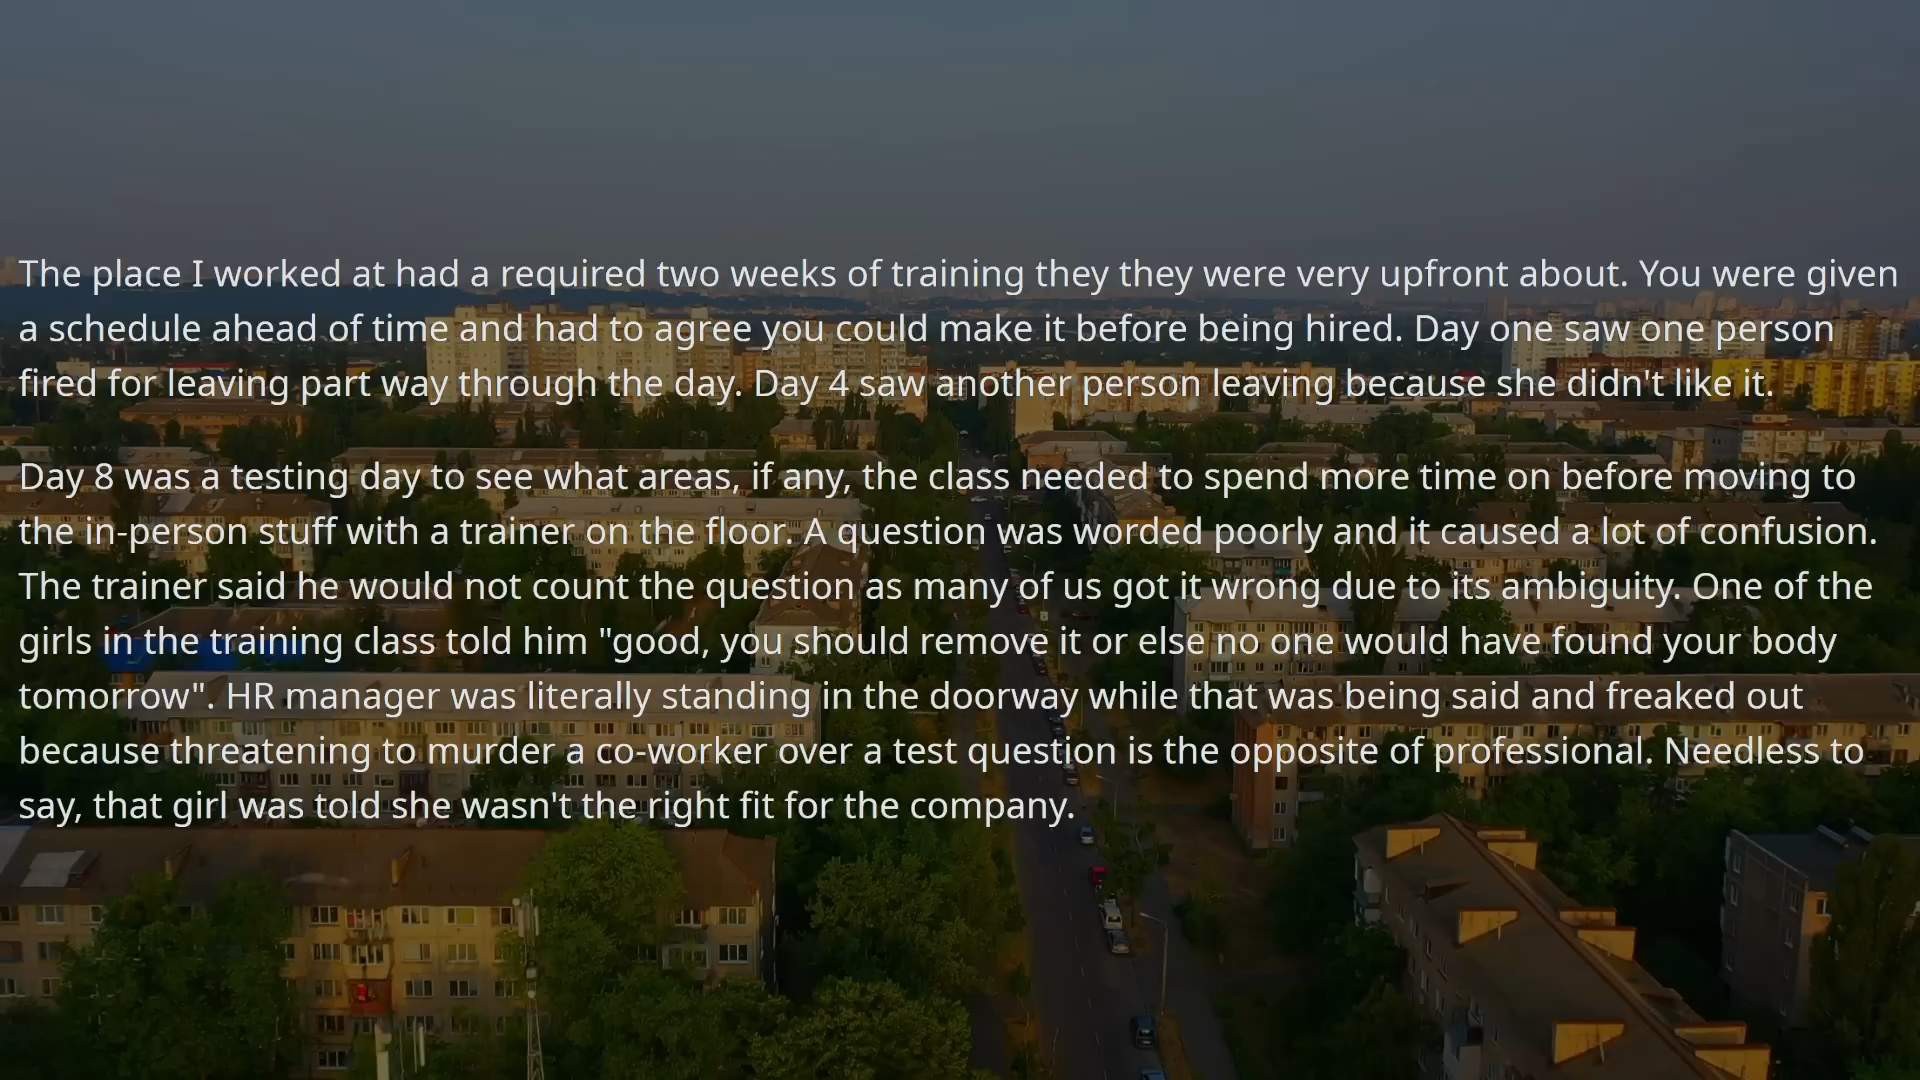 The place I worked at had a required two weeks of training they they were very upfront about. You were given
a schedule ahead of time and had to agree you could make it before being hired. Day one saw one person
fired for leaving part way through the day. Day 4 saw another person leaving because she didn't like it.
Day 8 was a testing day to see what areas, if any, the class needed to spend more time on before moving to
the in-person stuff with a trainer on the floor. A question was worded poorly and it caused a lot of confusion.
The trainer said he would not count the question as many of us got it wrong due to its ambiguity. One of the
girls in the training class told him "good, you should remove it or else no one would have found your body
tomorrow". HR manager was literally standing in the doorway while that was being said and freaked out
because threatening to murder a co-worker over a test question is the opposite of professional. Needless to
say, that girl was told she wasn't the right fit for the company.